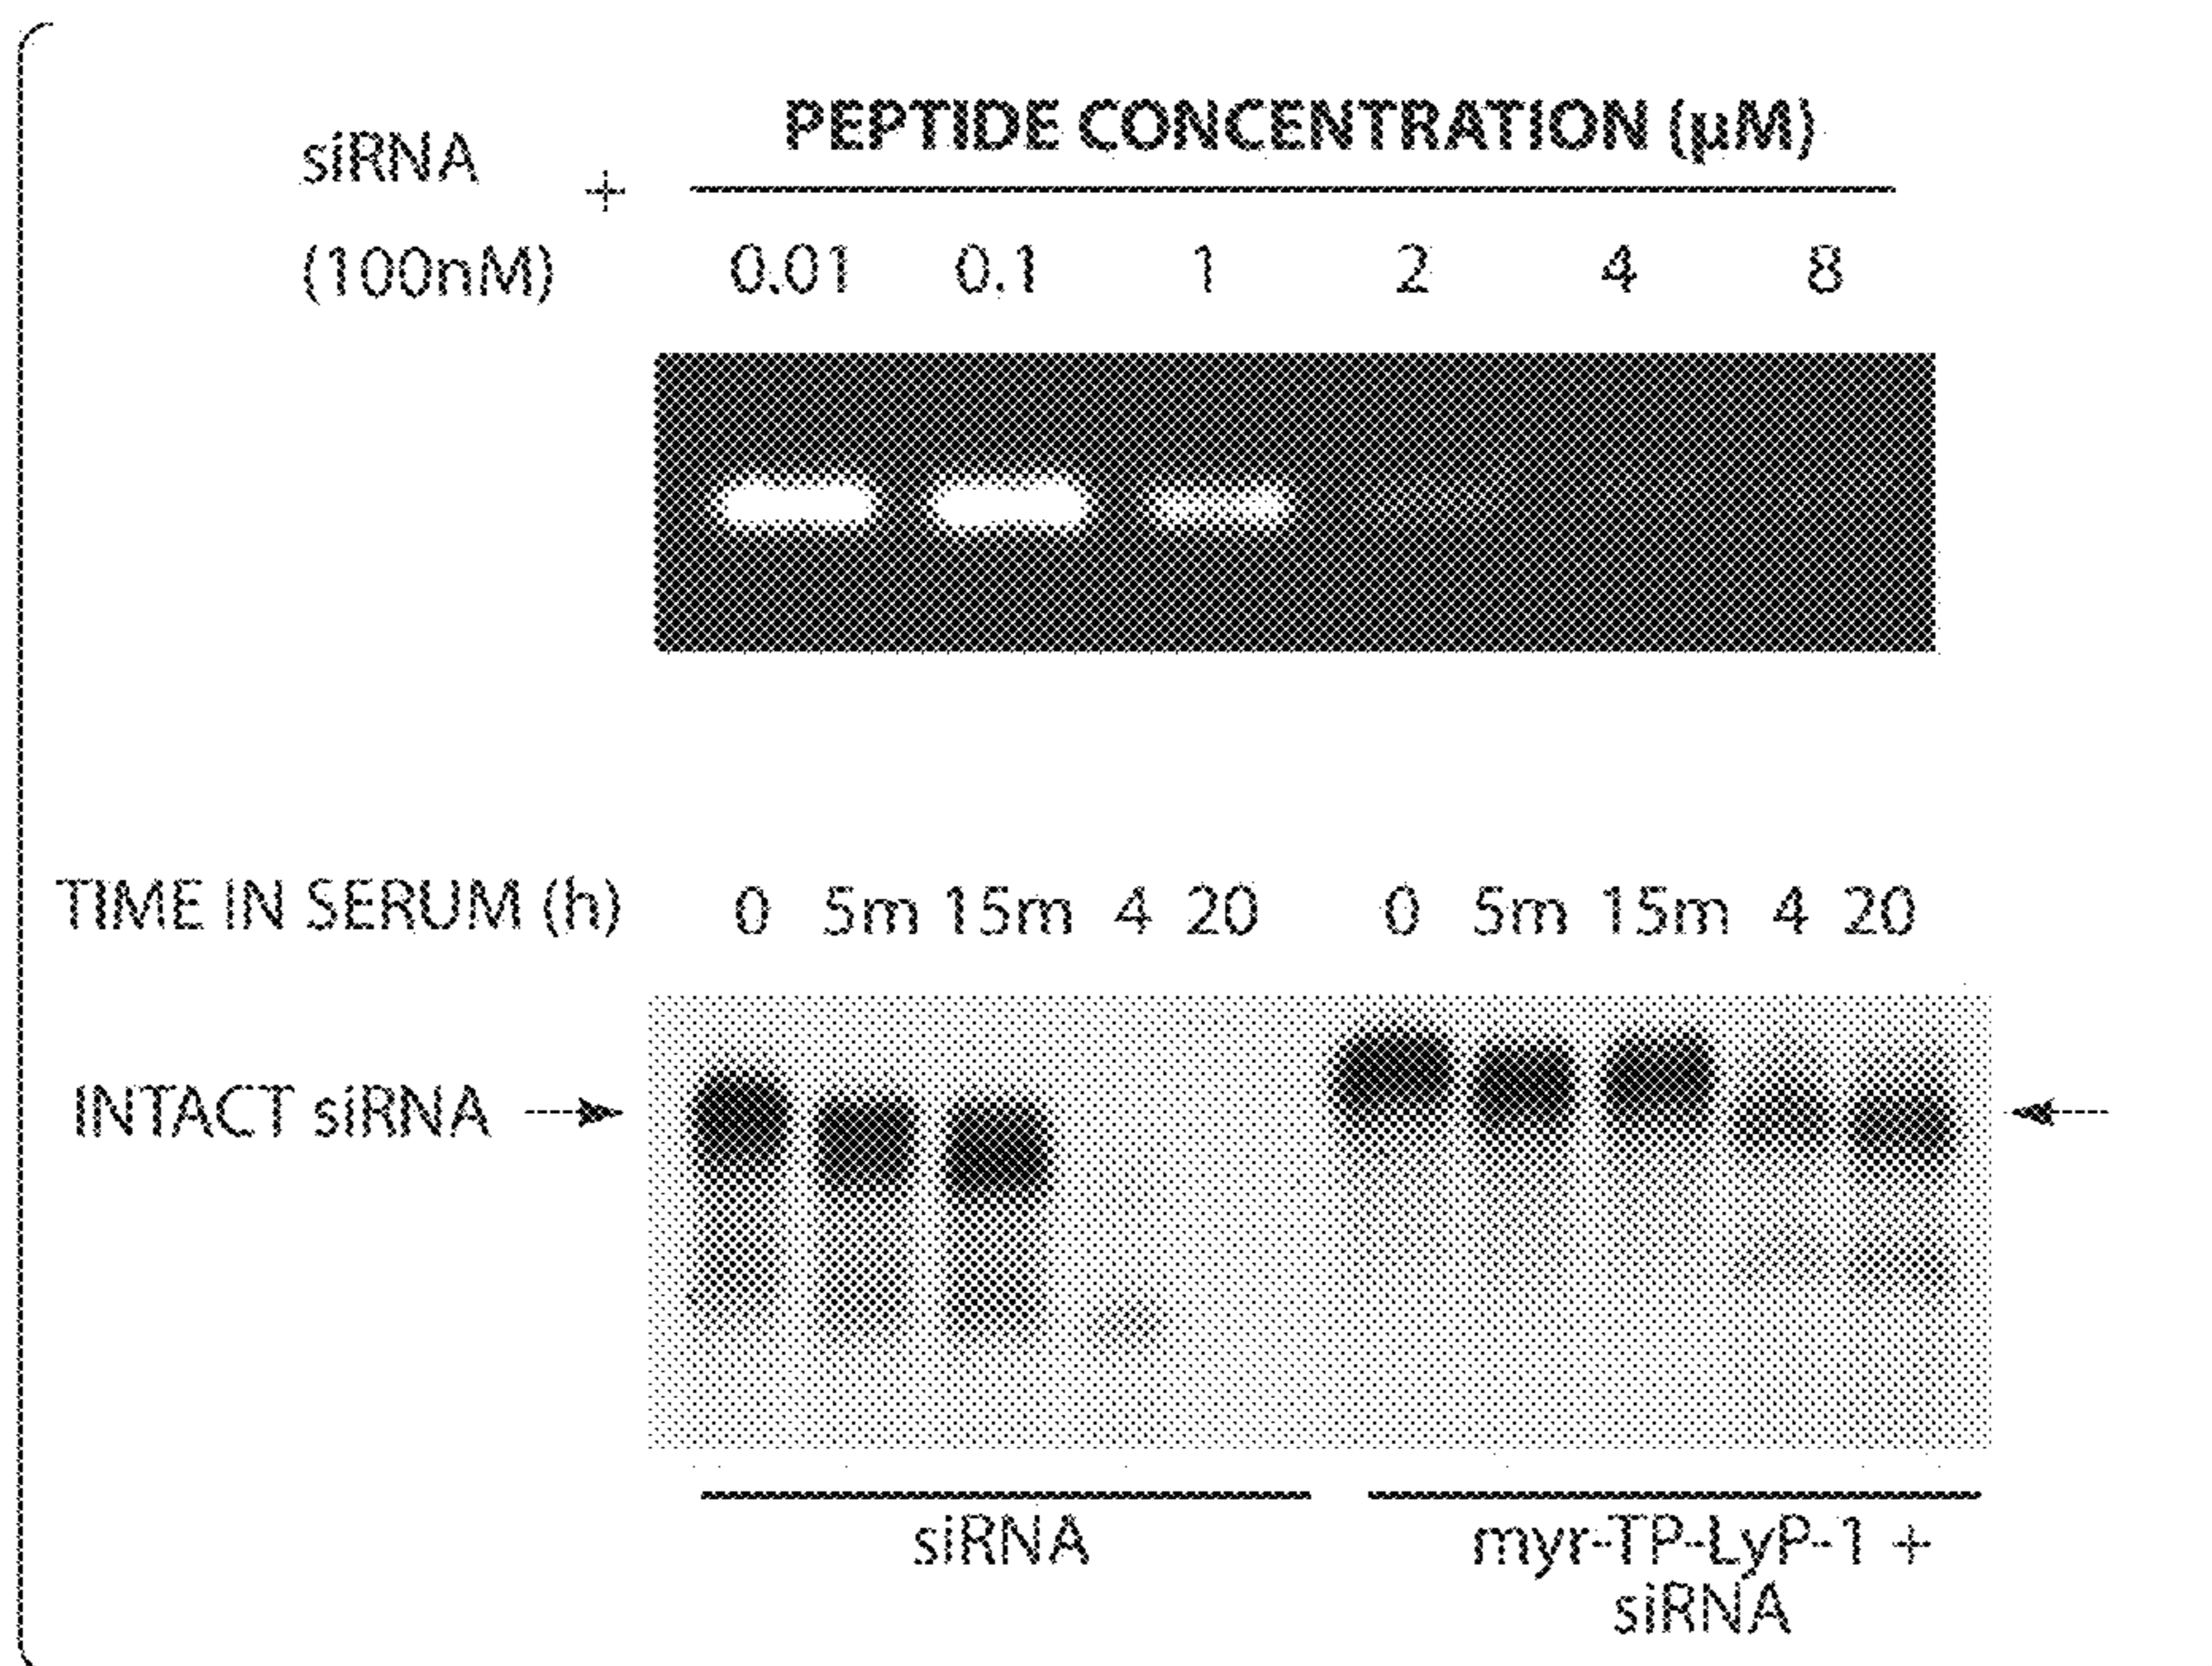 PEPTIDE CONCENTRATION (µM)
siRNA +
(100nM) 0.01 0.1 1 2 4 8
TIME IN SERUM (h) 0 5m 15m 4 20 0 5m 15m 4 20
INTACT siRNA
siRNA myr-TP-LyP-1 +
siRNA